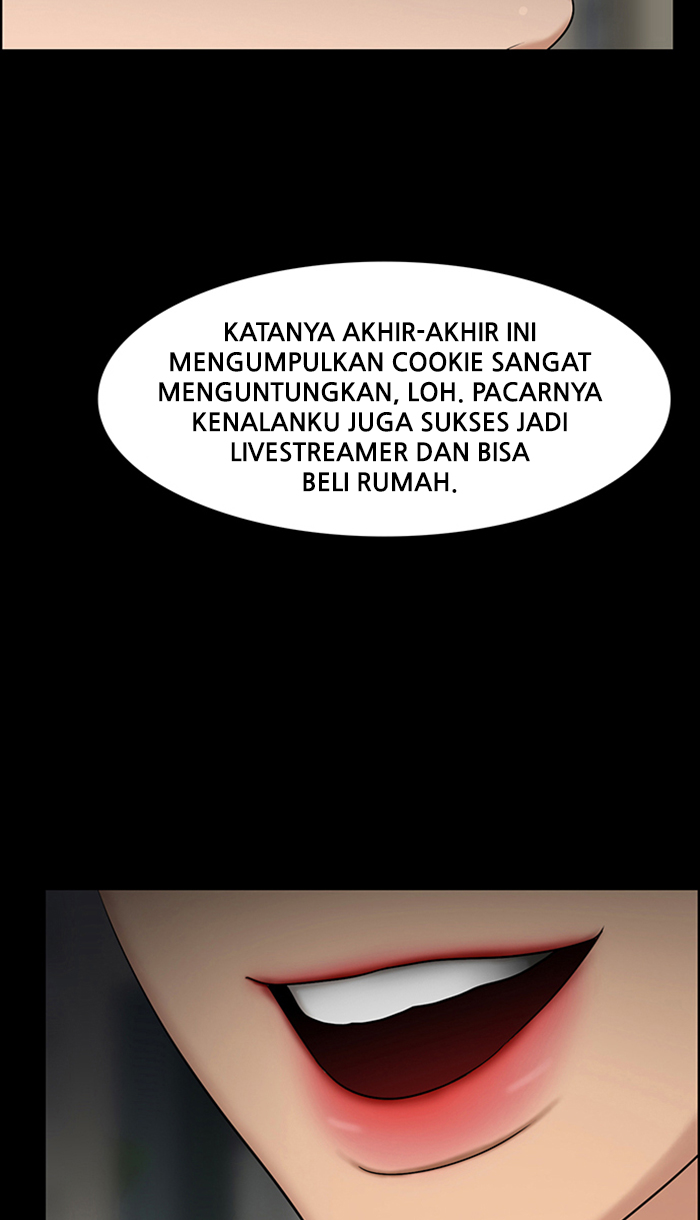 KATANYA AKHIR-AKHIR INI
MENGUMPULKAN COOKIE SANGAT
MENGUNTUNGKAN, LOH. PACARNYA
KENALANKU JUGA SUKSES JADI
LIVESTREAMER DAN BISA
BELI RUMAH.